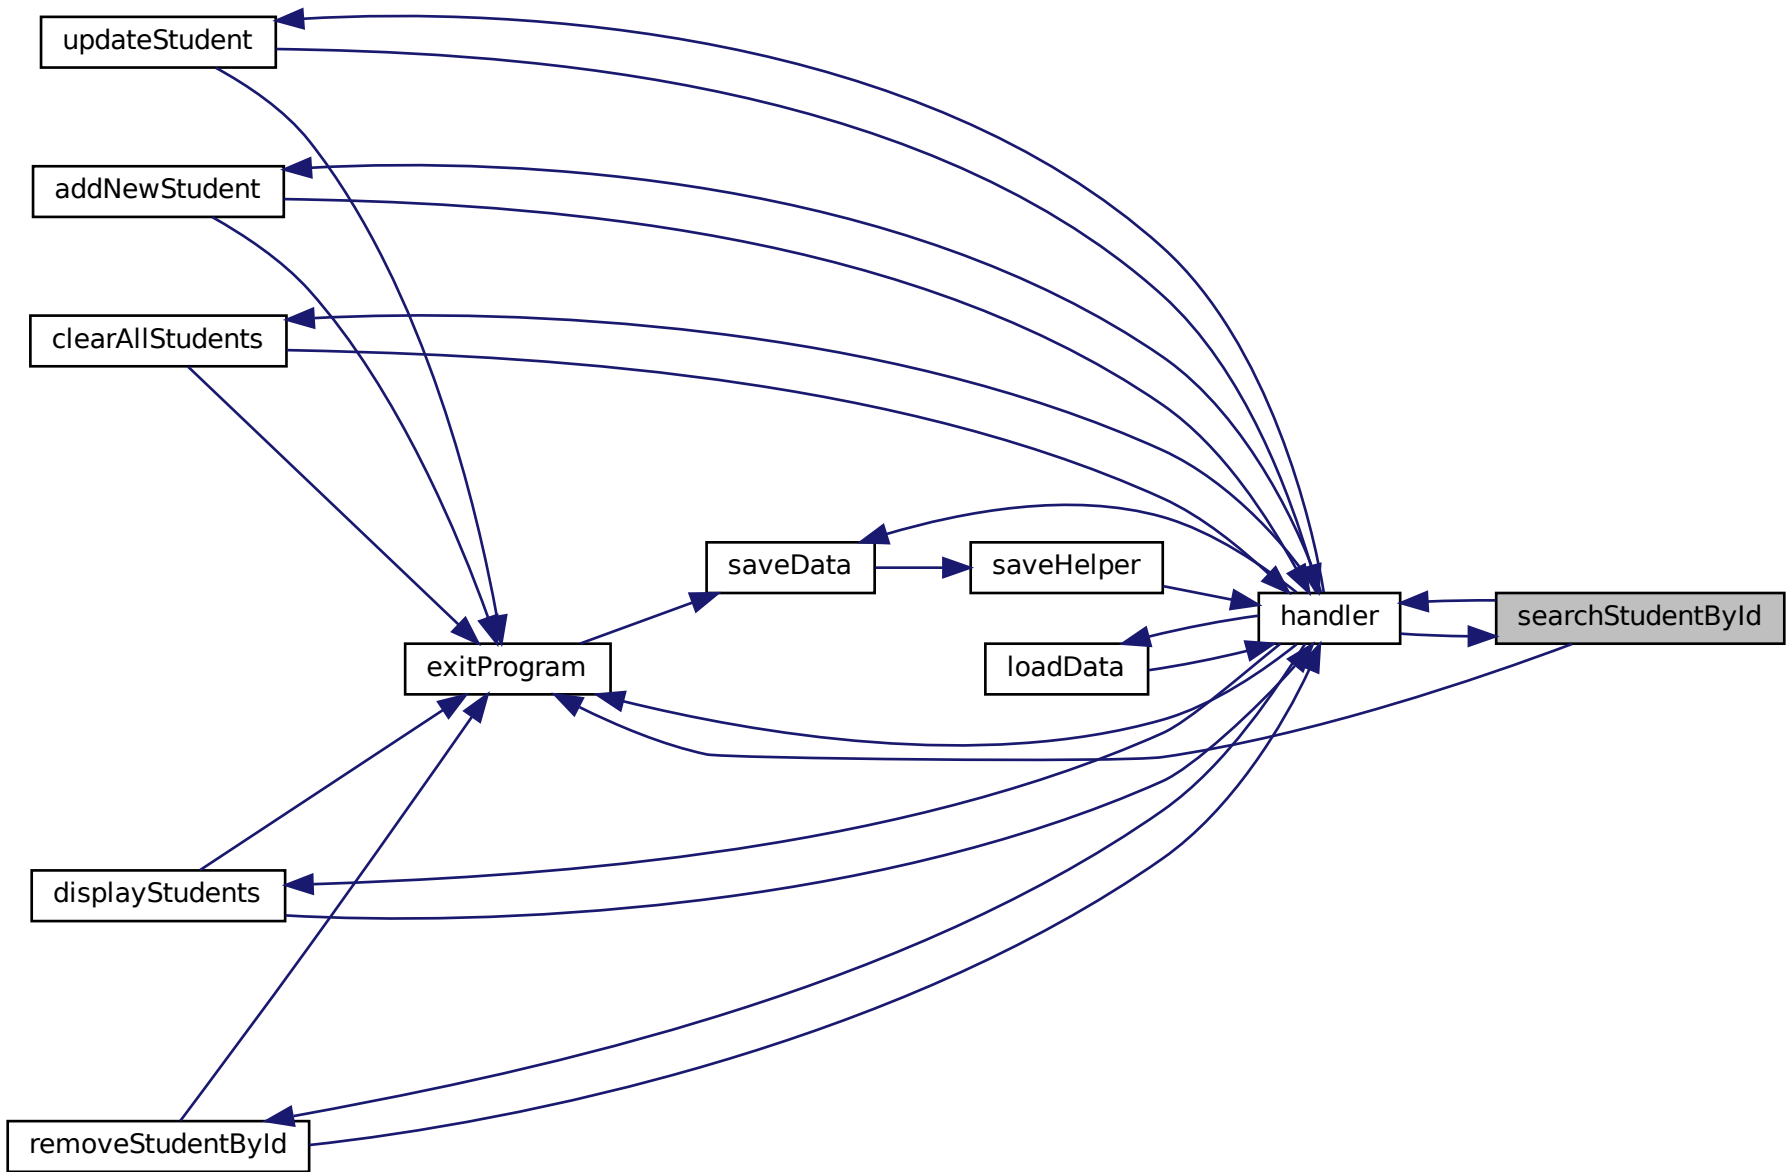 updateStudent
addNewStudent
clearAllStudents
saveData
saveHelper
handler
searchStudentById
exitProgram
loadData
displayStudents
removeStudentById